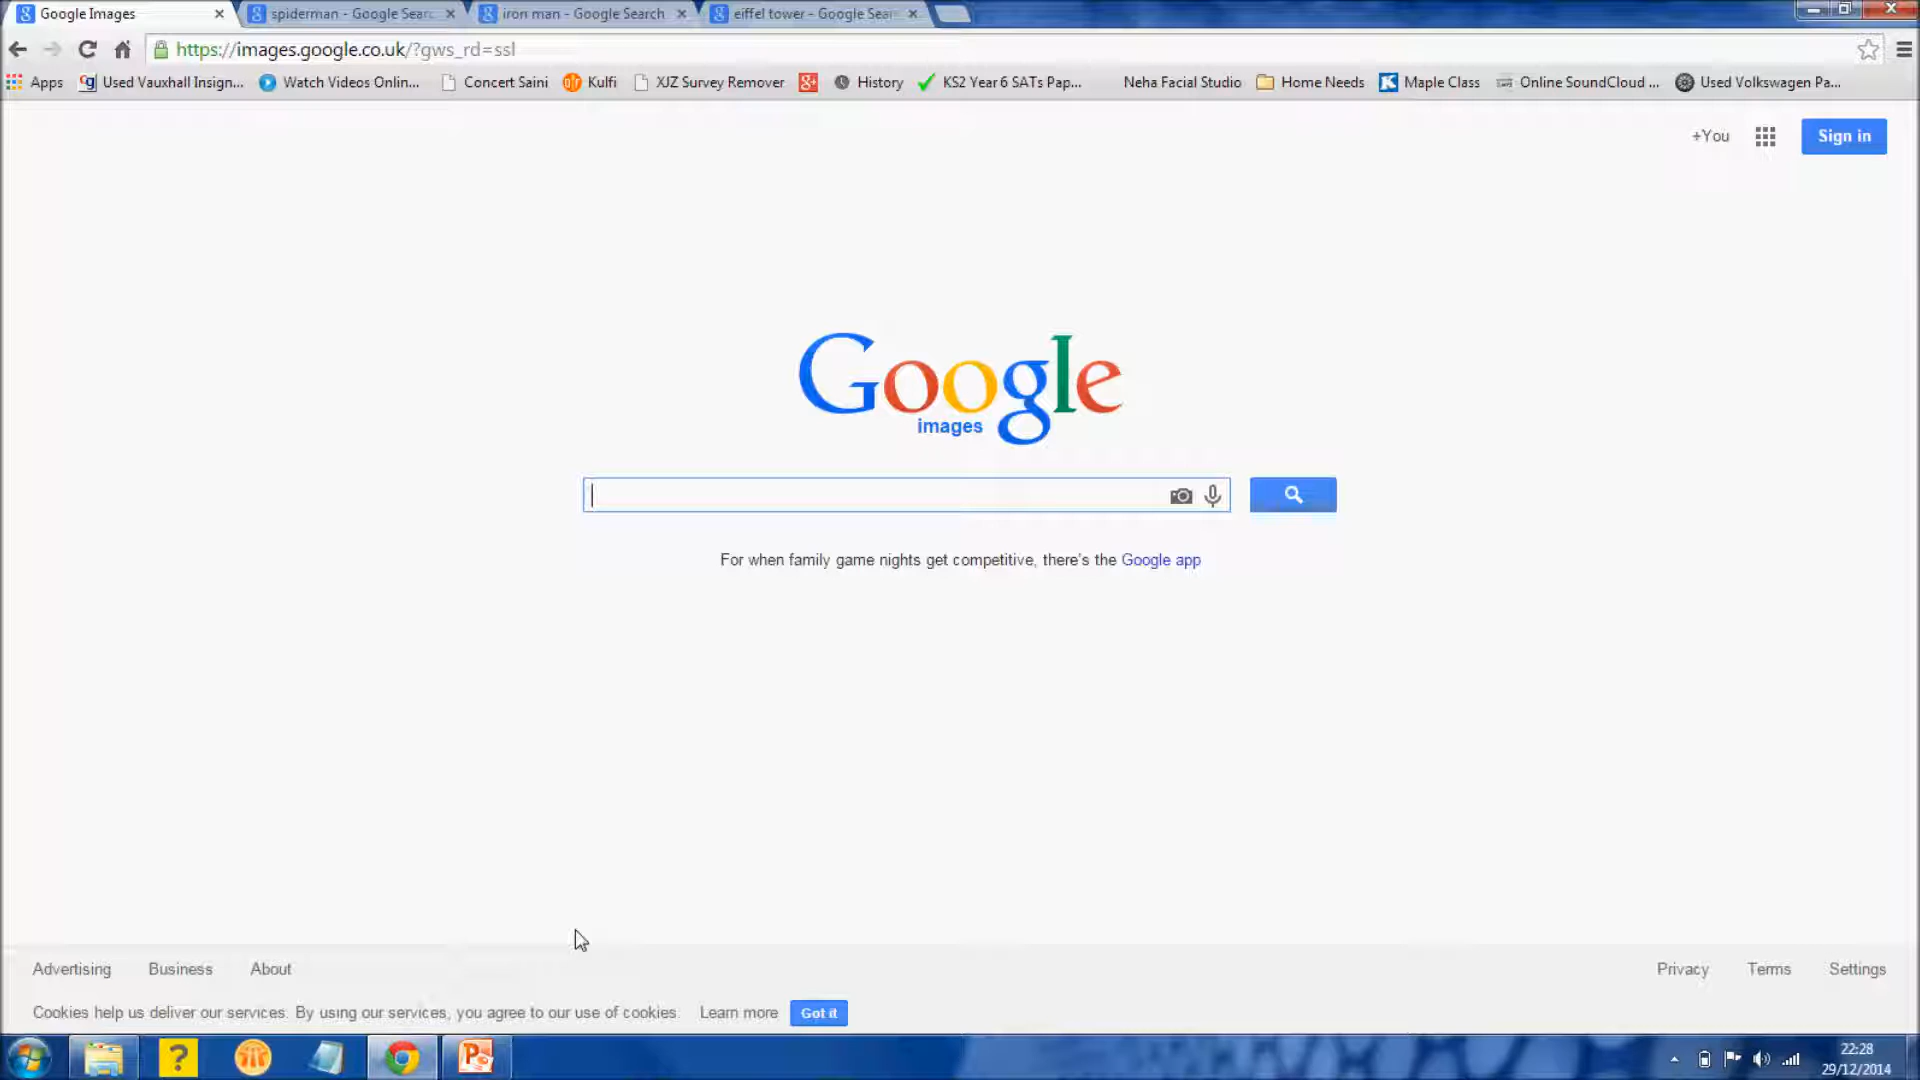 Google Images
spiderman - Google Searc
iron man - Google Search
eiffel tower - Google Sear
https://images.google.co.uk/?gws_rd=ssl
Apps
Used Vauxhall Insign...
Watch Videos Onlin...
Concert Saini
Kulfi
XJZ Survey Remover
History
KS2 Year 6 SATs Pap...
Neha Facial Studio
Home Needs
Maple Class
Online SoundCloud ...
Used Volkswagen Pa...
+You
Sign in
Google
images
For when family game nights get competitive, there's the Google app
Advertising
Business
About
Privacy
Terms
Settings
Cookies help us deliver our services. By using our services, you agree to our use of cookies.
Learn more
Got it
22:28
29/12/2014